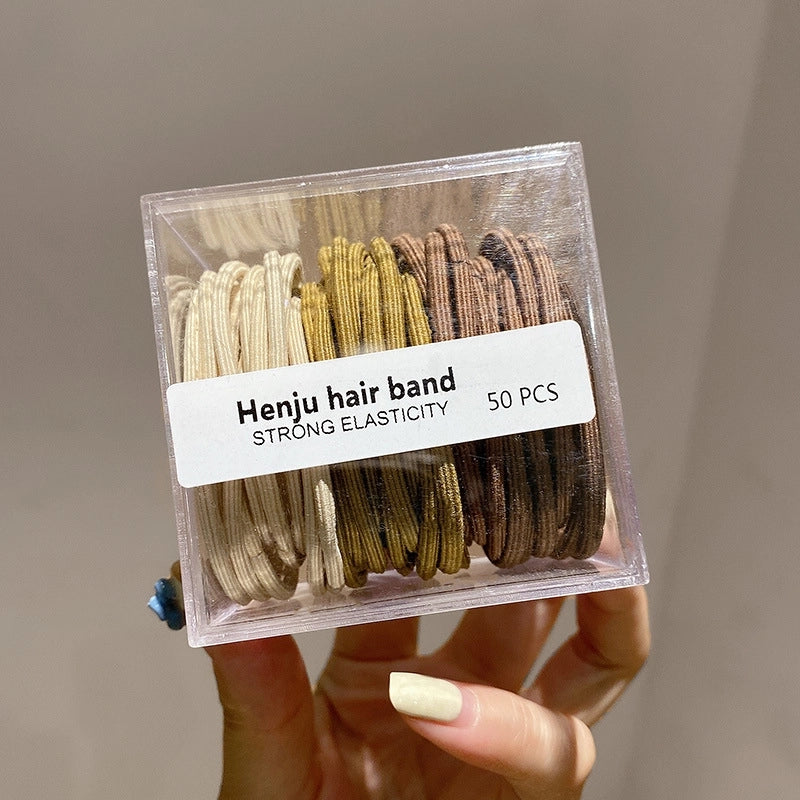 Henju hair band
STRONG ELASTICITY
50 PCS